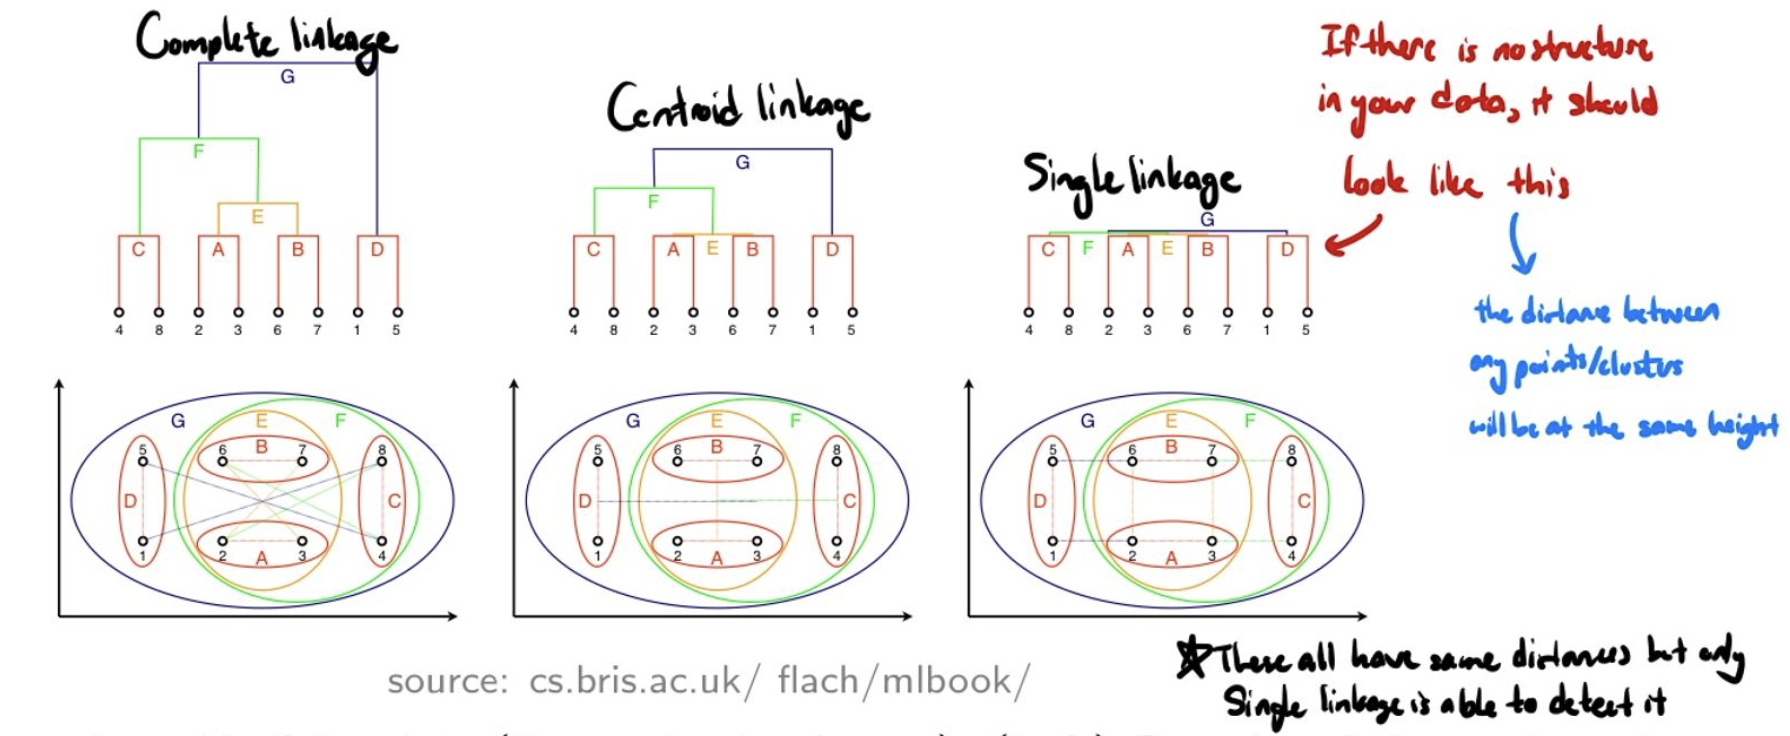 Complete linkage
G
F
E
C A B D
4 8 2 3 6 7 1 5
Centroid linkage
G
F
C A E B D
4 8 2 3 6 7 1 5
Single linkage
G
C F A E B D
4 8 2 3 6 7 1 5
If there is no structure
in your data, it should
look like this
the distance between
any points/clusters
will be at the same height
G E F
5 6 B 7 8
D C
1 2 A 3 4
G E F
5 6 B 7 8
D C
1 2 A 3 4
G E F
5 6 B 7 8
D C
1 2 A 3 4
source: cs.bris.ac.uk/ flach/mlbook/
☆ These all have same distances but only
Single linkage is able to detect it